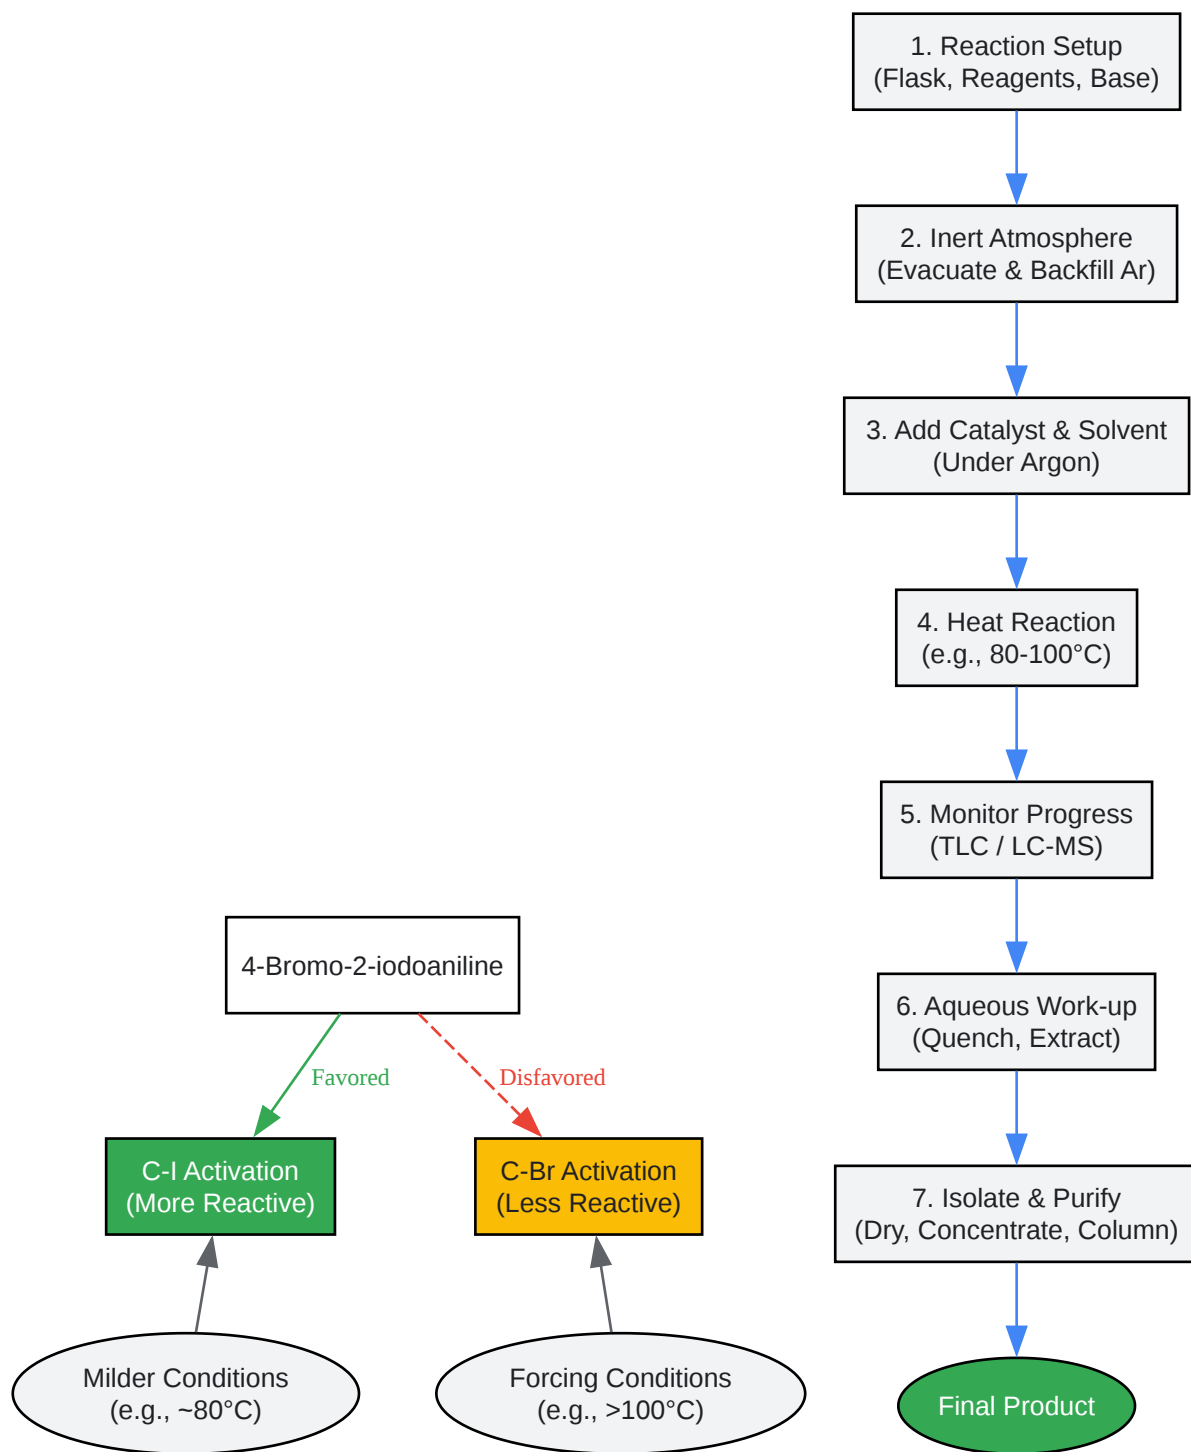 1. Reaction Setup
(Flask, Reagents, Base)
2. Inert Atmosphere
(Evacuate & Backfill Ar)
3. Add Catalyst & Solvent
(Under Argon)
4. Heat Reaction
(e.g., 80-100°C)
5. Monitor Progress
(TLC / LC-MS)
6. Aqueous Work-up
(Quench, Extract)
7. Isolate & Purify
(Dry, Concentrate, Column)
Final Product
4-Bromo-2-iodoaniline
Favored
Disfavored
C-I Activation
(More Reactive)
C-Br Activation
(Less Reactive)
Milder Conditions
(e.g., ~80°C)
Forcing Conditions
(e.g., >100°C)